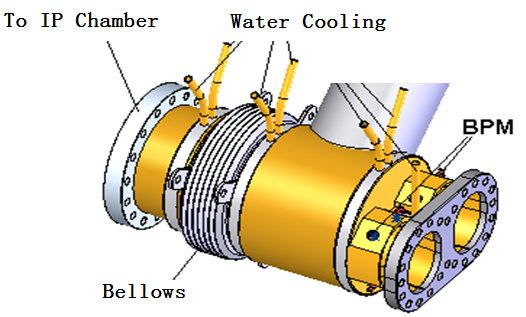 To IP Chamber
Water Cooling
BPM
Bellows